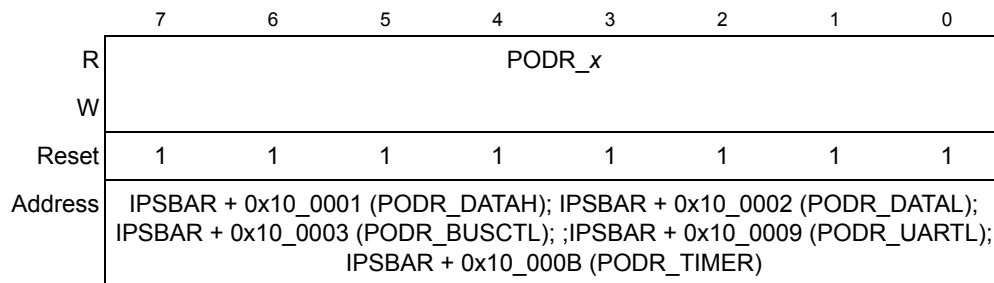 7 6 5 4 3 2 1 0
R PODR_x
W
Reset 1 1 1 1 1 1 1 1
Address IPSBAR + 0x10_0001 (PODR_DATAH); IPSBAR + 0x10_0002 (PODR_DATAL);
IPSBAR + 0x10_0003 (PODR_BUSCTL); ;IPSBAR + 0x10_0009 (PODR_UARTL);
IPSBAR + 0x10_000B (PODR_TIMER)